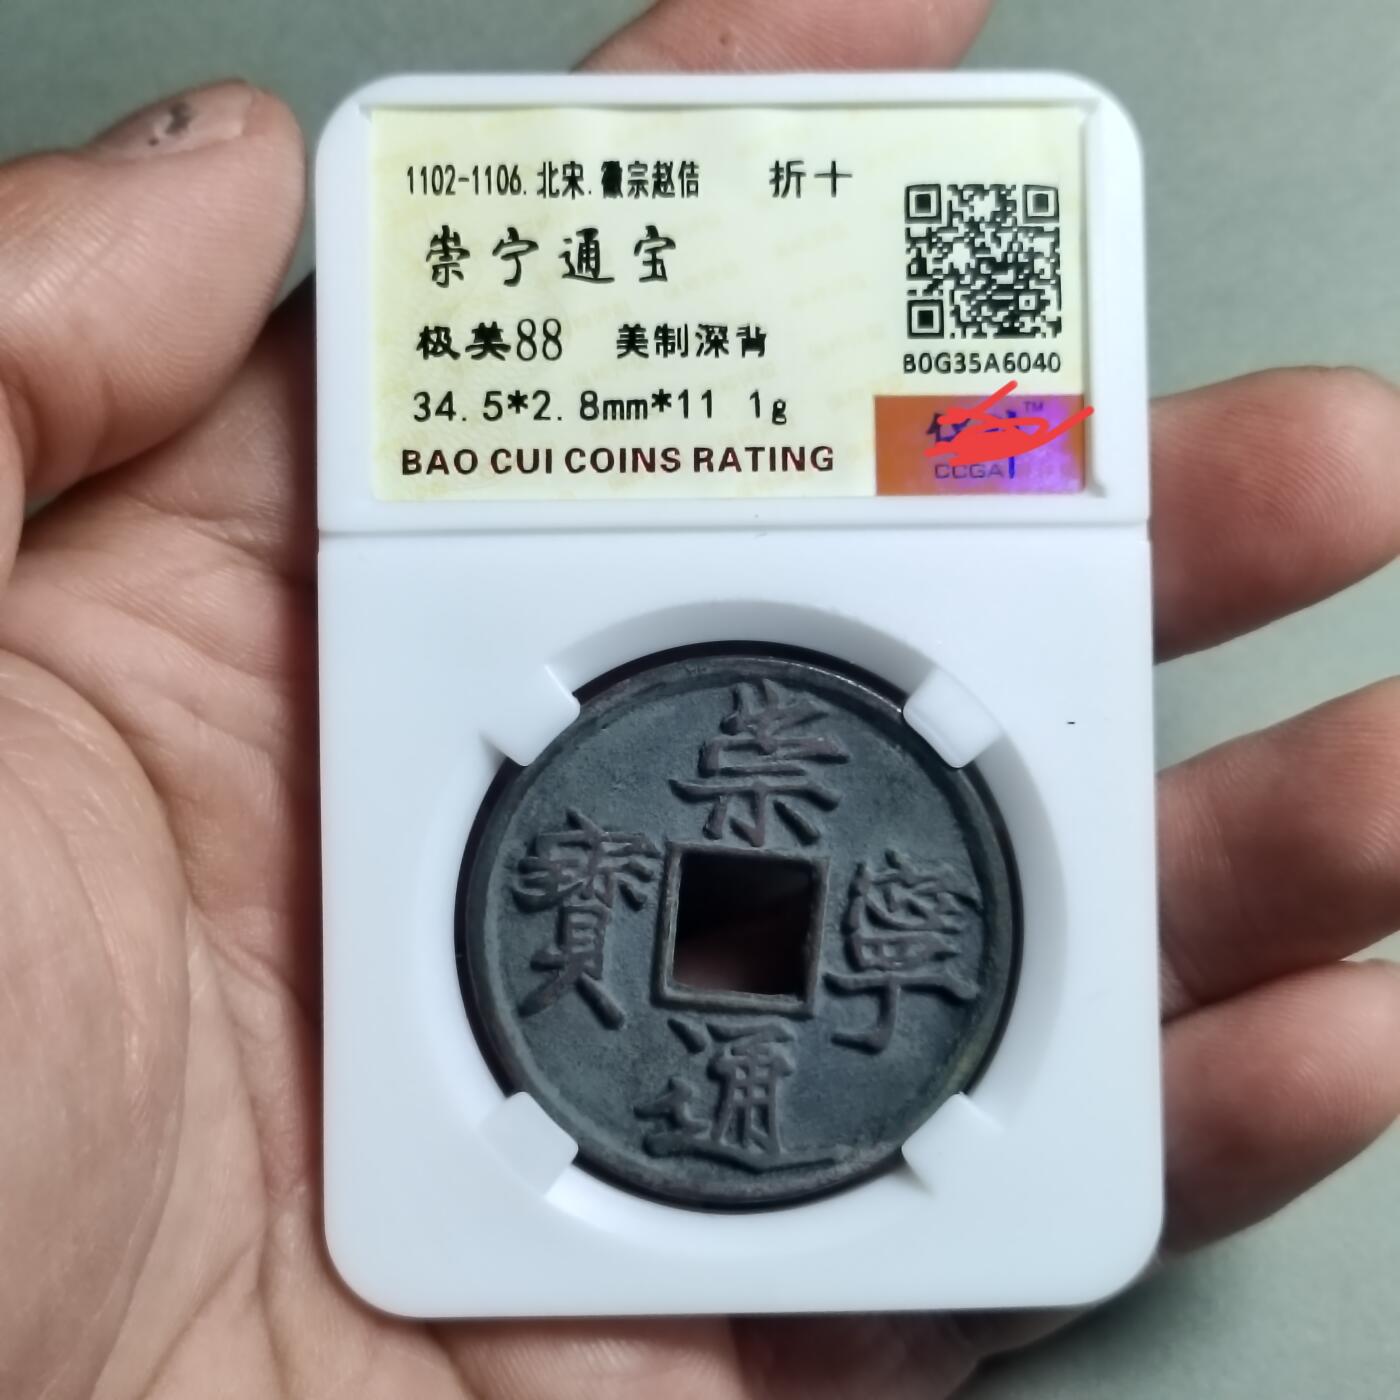 1102-1106.北宋.徽宗赵佶 折十
崇宁通宝
极美88 美制深背
34.5*2.8mm*11 1g
BAO CUI COINS RATING
B0G35A6040
TM
CCGA
崇
寧
通
寶